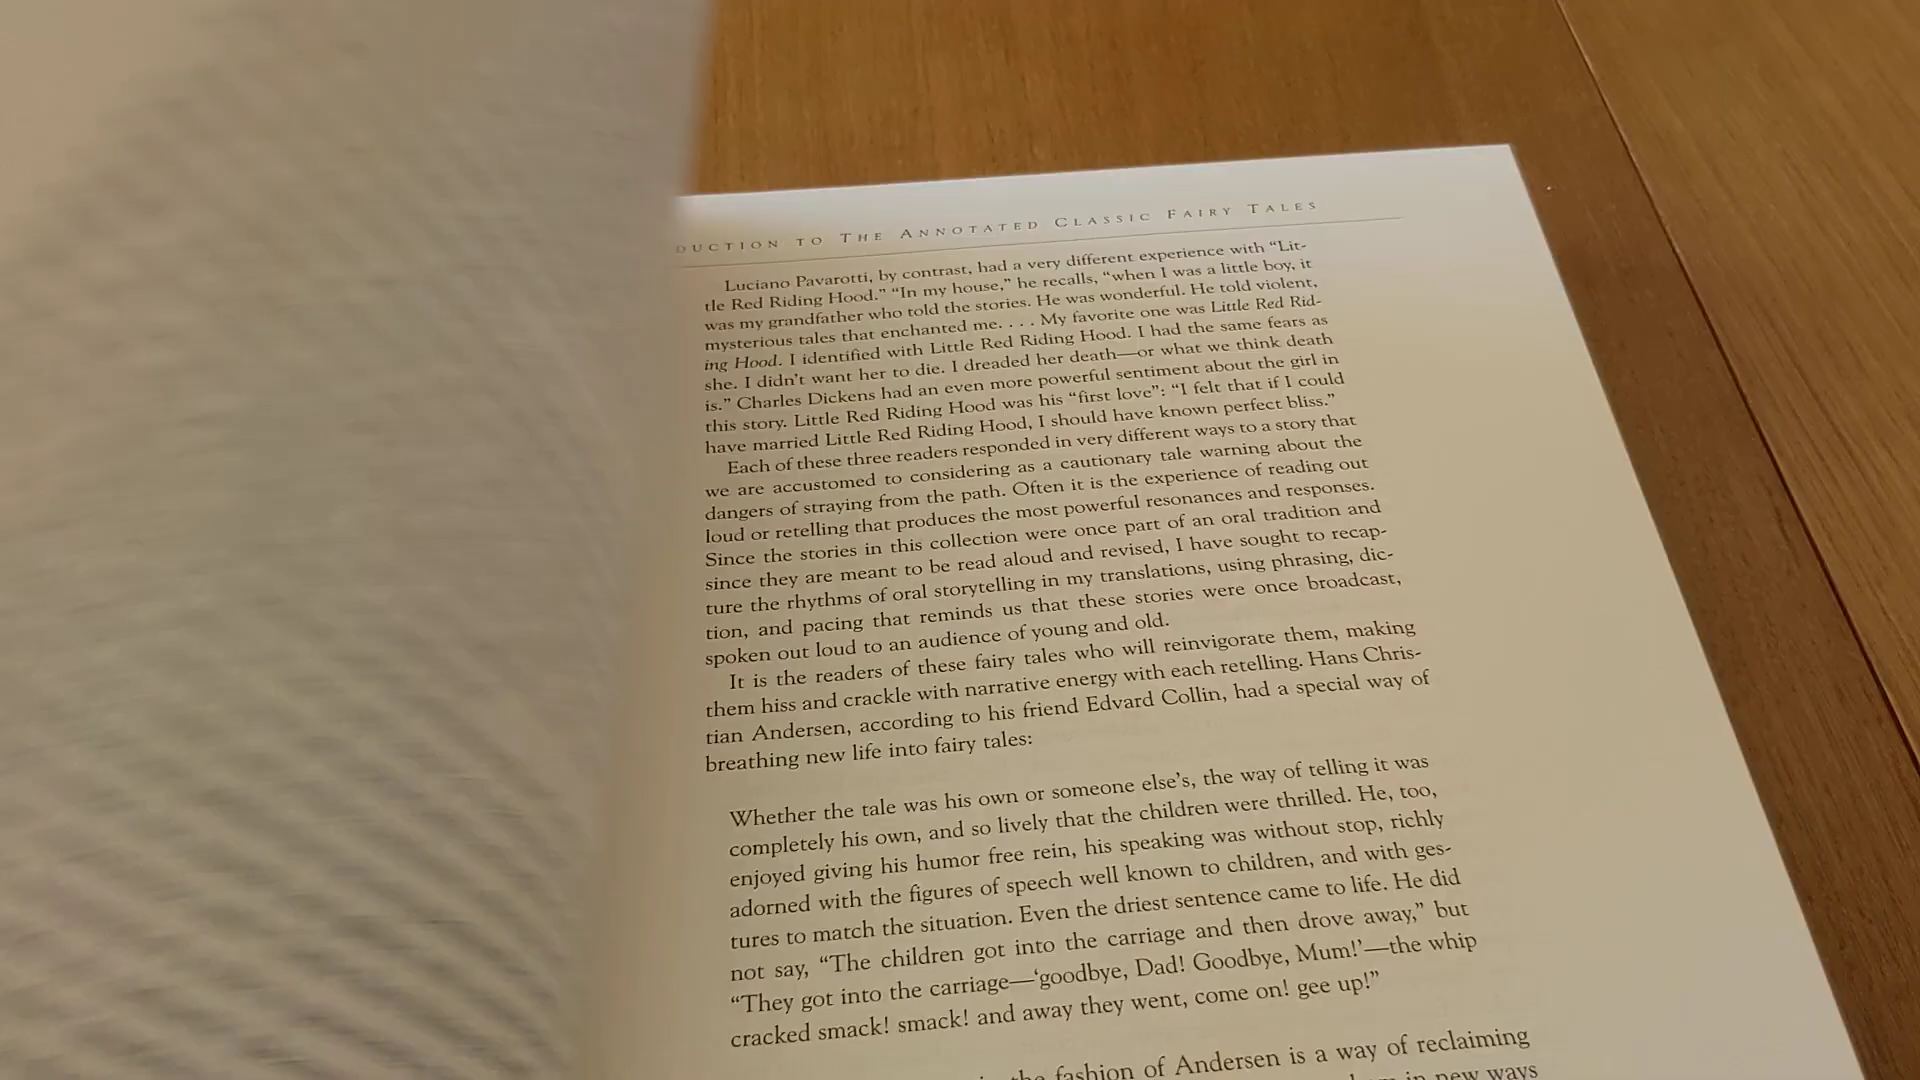 DUCTION TO THE ANNOTATED CLASSIC FAIRY TALES
Luciano Pavarotti, by contrast, had a very different experience with “Lit-
tle Red Riding Hood.” “In my house,” he recalls, “when I was a little boy, it
was my grandfather who told the stories. He was wonderful. He told violent,
mysterious tales that enchanted me. . . . My favorite one was Little Red Rid-
ing Hood. I identified with Little Red Riding Hood. I had the same fears as
she. I didn’t want her to die. I dreaded her death—or what we think death
is.” Charles Dickens had an even more powerful sentiment about the girl in
this story. Little Red Riding Hood was his “first love”: “I felt that if I could
have married Little Red Riding Hood, I should have known perfect bliss.”
Each of these three readers responded in very different ways to a story that
we are accustomed to considering as a cautionary tale warning about the
dangers of straying from the path. Often it is the experience of reading out
loud or retelling that produces the most powerful resonances and responses.
Since the stories in this collection were once part of an oral tradition and
since they are meant to be read aloud and revised, I have sought to recap-
ture the rhythms of oral storytelling in my translations, using phrasing, dic-
tion, and pacing that reminds us that these stories were once broadcast,
spoken out loud to an audience of young and old.
It is the readers of these fairy tales who will reinvigorate them, making
them hiss and crackle with narrative energy with each retelling. Hans Chris-
tian Andersen, according to his friend Edvard Collin, had a special way of
breathing new life into fairy tales:
Whether the tale was his own or someone else’s, the way of telling it was
completely his own, and so lively that the children were thrilled. He, too,
enjoyed giving his humor free rein, his speaking was without stop, richly
adorned with the figures of speech well known to children, and with ges-
tures to match the situation. Even the driest sentence came to life. He did
not say, “The children got into the carriage and then drove away,” but
“They got into the carriage—‘goodbye, Dad! Goodbye, Mum!’—the whip
cracked smack! smack! and away they went, come on! gee up!”
the fashion of Andersen is a way of reclaiming
in new ways